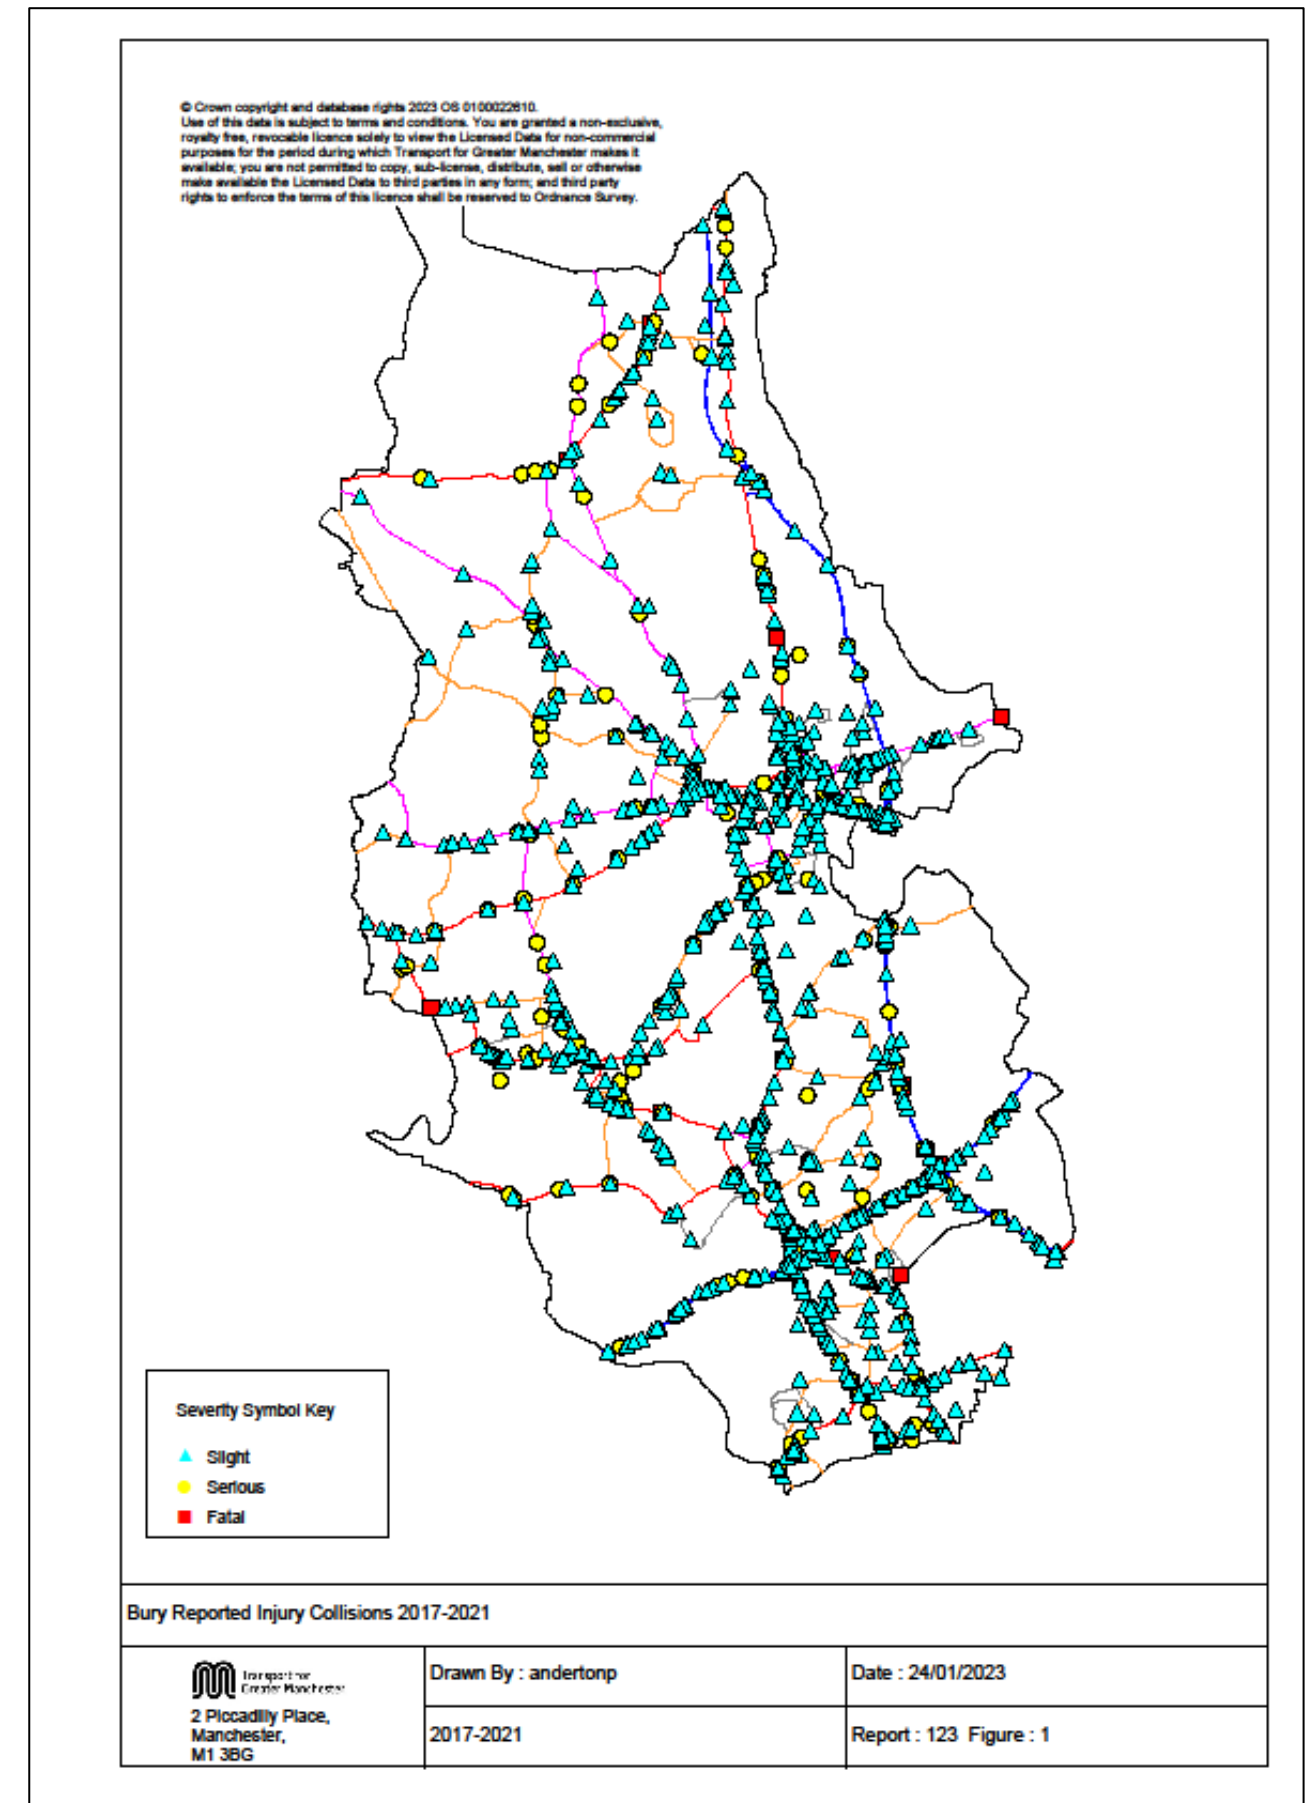 © Crown copyright and database rights 2023 OS 0100022610.
Use of this data is subject to terms and conditions. You are granted a non-exclusive,
royalty free, revocable licence solely to view the Licensed Data for non-commercial
purposes for the period during which Transport for Greater Manchester makes it
available; you are not permitted to copy, sub-license, distribute, sell or otherwise
make available the Licensed Data to third parties in any form; and third party
rights to enforce the terms of this licence shall be reserved to Ordnance Survey.
Severity Symbol Key
Slight
Serious
Fatal
Bury Reported Injury Collisions 2017-2021
Transport for
Greater Manchester
2 Piccadilly Place,
Manchester,
M1 3BG
Drawn By : andertonp
Date : 24/01/2023
2017-2021
Report : 123 Figure : 1